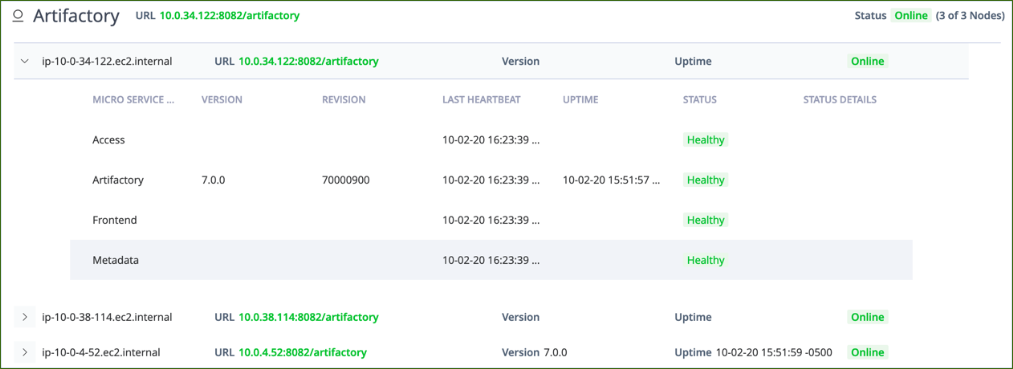 Artifactory URL 10.0.34.122:8082/artifactory Status Online (3 of 3 Nodes)
ip-10-0-34-122.ec2.internal URL 10.0.34.122:8082/artifactory Version Uptime Online
MICRO SERVICE ... VERSION REVISION LAST HEARTBEAT UPTIME STATUS STATUS DETAILS
Access 10-02-20 16:23:39 ... Healthy
Artifactory 7.0.0 70000900 10-02-20 16:23:39 ... 10-02-20 15:51:57 ... Healthy
Frontend 10-02-20 16:23:39 ... Healthy
Metadata 10-02-20 16:23:39 ... Healthy
ip-10-0-38-114.ec2.internal URL 10.0.38.114:8082/artifactory Version Uptime Online
ip-10-0-4-52.ec2.internal URL 10.0.4.52:8082/artifactory Version 7.0.0 Uptime 10-02-20 15:51:59 -0500 Online